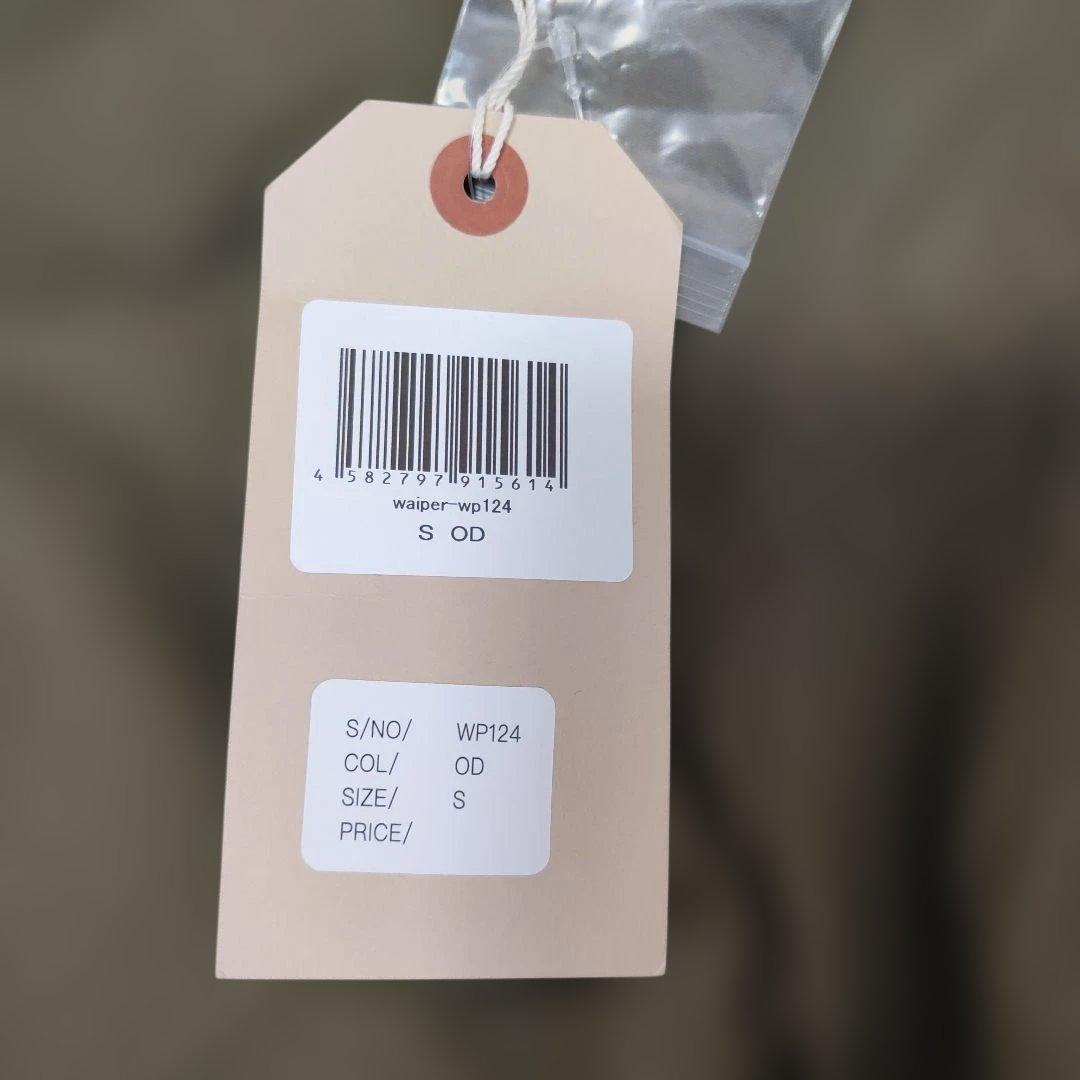 4 582797 915614
waiper-wp124
S OD
S/NO/ WP124
COL/ OD
SIZE/ S
PRICE/